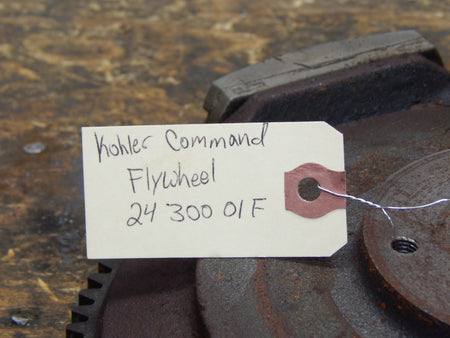 Kohler Command
Flywheel
24 300 01F